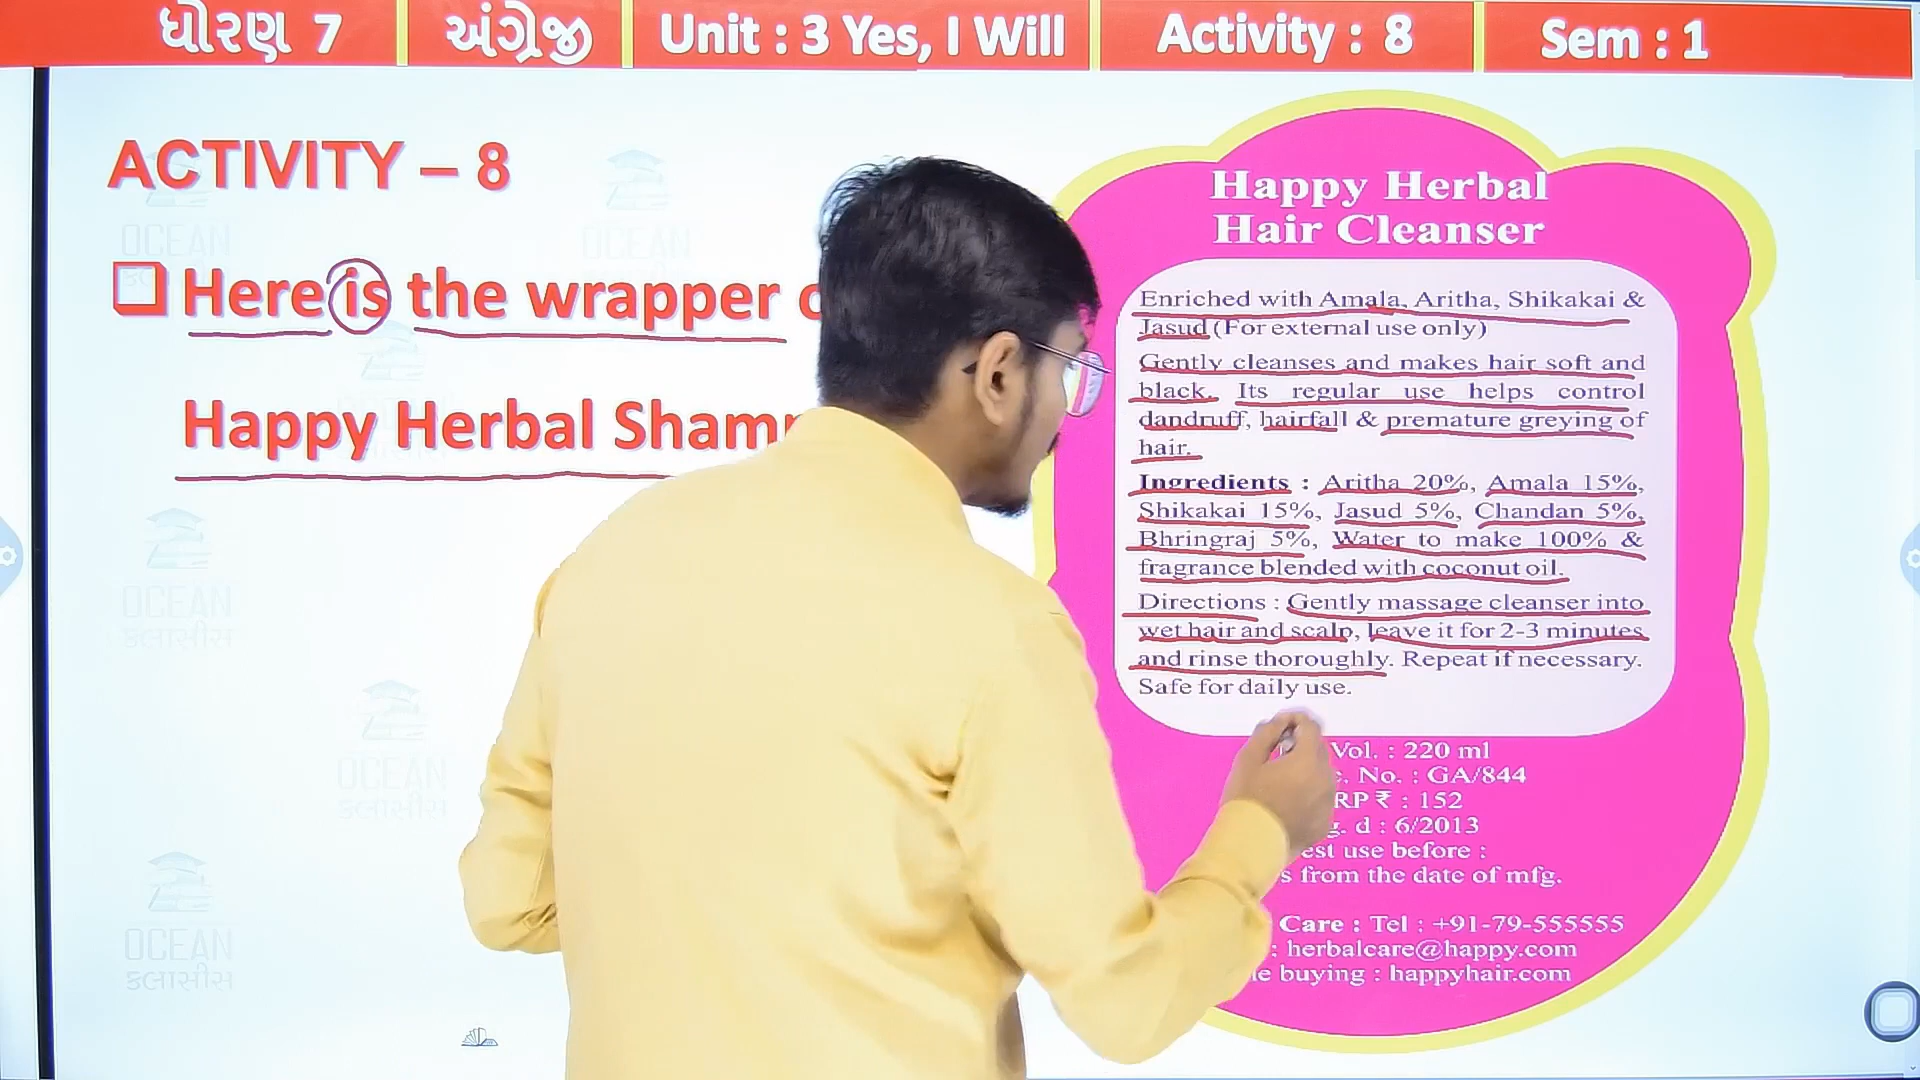 ધોરણ 7
અંગ્રેજી
Unit : 3 Yes, I Will
Activity : 8
Sem : 1
ACTIVITY – 8
❑ Here is the wrapper
Happy Herbal
Happy Herbal
Hair Cleanser
Enriched with Amala, Aritha, Shikakai &
Jasud (For external use only)
Gently cleanses and makes hair soft and
black. Its regular use helps control
dandruff, hairfall & premature greying of
hair.
Ingredients : Aritha 20%, Amala 15%,
Shikakai 15%, Jasud 5%, Chandan 5%,
Bhringraj 5%, Water to make 100% &
fragrance blended with coconut oil.
Directions : Gently massage cleanser into
wet hair and scalp, leave it for 2-3 minutes
and rinse thoroughly. Repeat if necessary.
Safe for daily use.
Vol. : 220 ml
No. : GA/844
₹ : 152
d : 6/2013
use before :
from the date of mfg.
Care : Tel : +91-79-555555
: herbalcare@happy.com
buying : happyhair.com
OCEAN
ક્લાસીસ
OCEAN
OCEAN
ક્લાસીસ
OCEAN
ક્લાસીસ
OCEAN
ક્લાસીસ